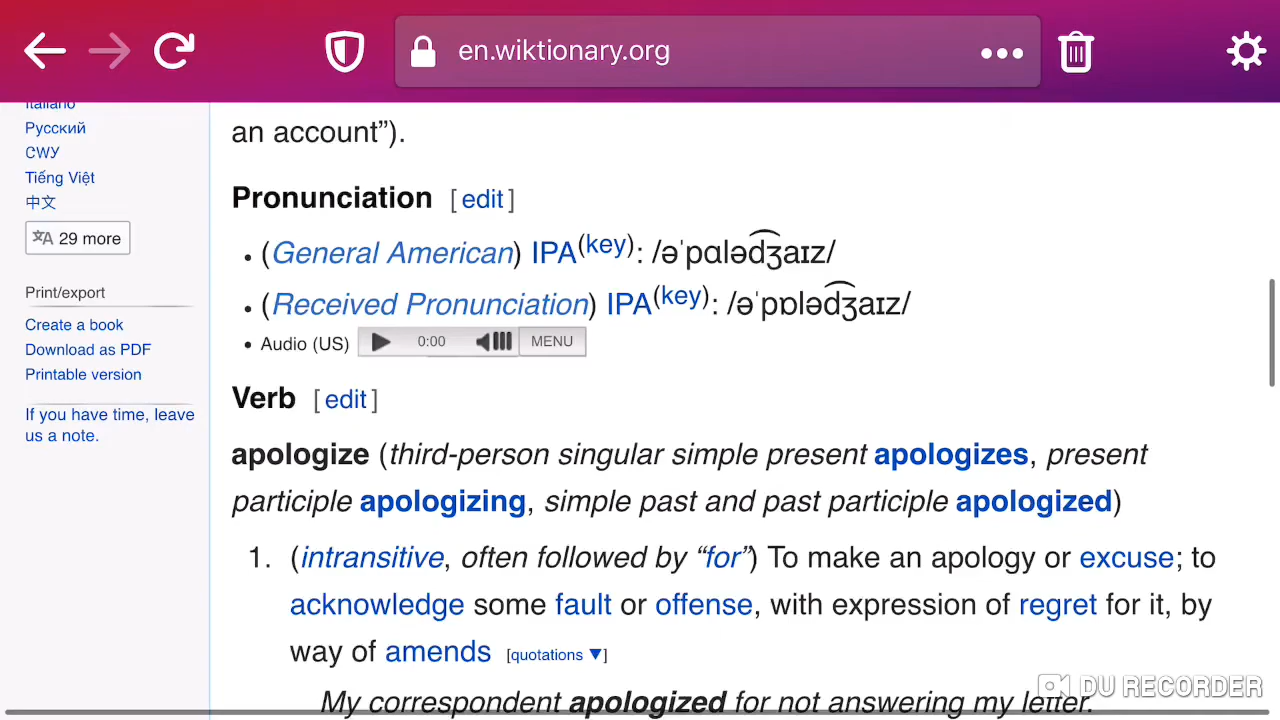 en.wiktionary.org
Italiano
Русский
ᏣᎳᎩ
Tiếng Việt
中文
29 more
Print/export
Create a book
Download as PDF
Printable version
If you have time, leave
us a note.
an account”).
Pronunciation [edit]
• (General American) IPA(key): /əˈpɑləd͡ʒaɪz/
• (Received Pronunciation) IPA(key): /əˈpɒləd͡ʒaɪz/
• Audio (US) 0:00 MENU
Verb [edit]
apologize (third-person singular simple present apologizes, present
participle apologizing, simple past and past participle apologized)
1. (intransitive, often followed by “for”) To make an apology or excuse; to
acknowledge some fault or offense, with expression of regret for it, by
way of amends [quotations ▼]
My correspondent apologized for not answering my letter.
DU RECORDER